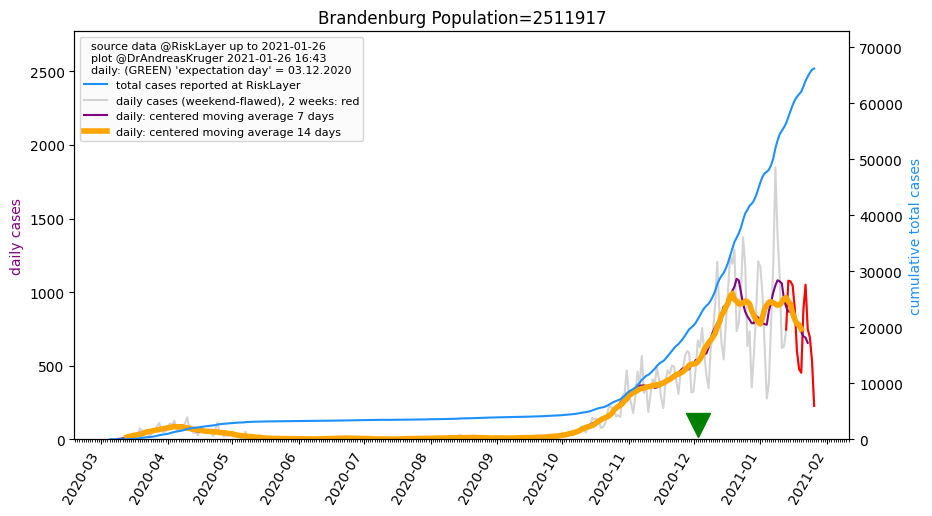 Brandenburg Population=2511917
source data @RiskLayer up to 2021-01-26
plot @DrAndreasKruger 2021-01-26 16:43
daily: (GREEN) 'expectation day' = 03.12.2020
total cases reported at RiskLayer
daily cases (weekend-flawed), 2 weeks: red
daily: centered moving average 7 days
daily: centered moving average 14 days
daily cases
2500
2000
1500
1000
500
0
70000
60000
50000
40000
30000
20000
10000
0
cumulative total cases
2020-03
2020-04
2020-05
2020-06
2020-07
2020-08
2020-09
2020-10
2020-11
2020-12
2021-01
2021-02